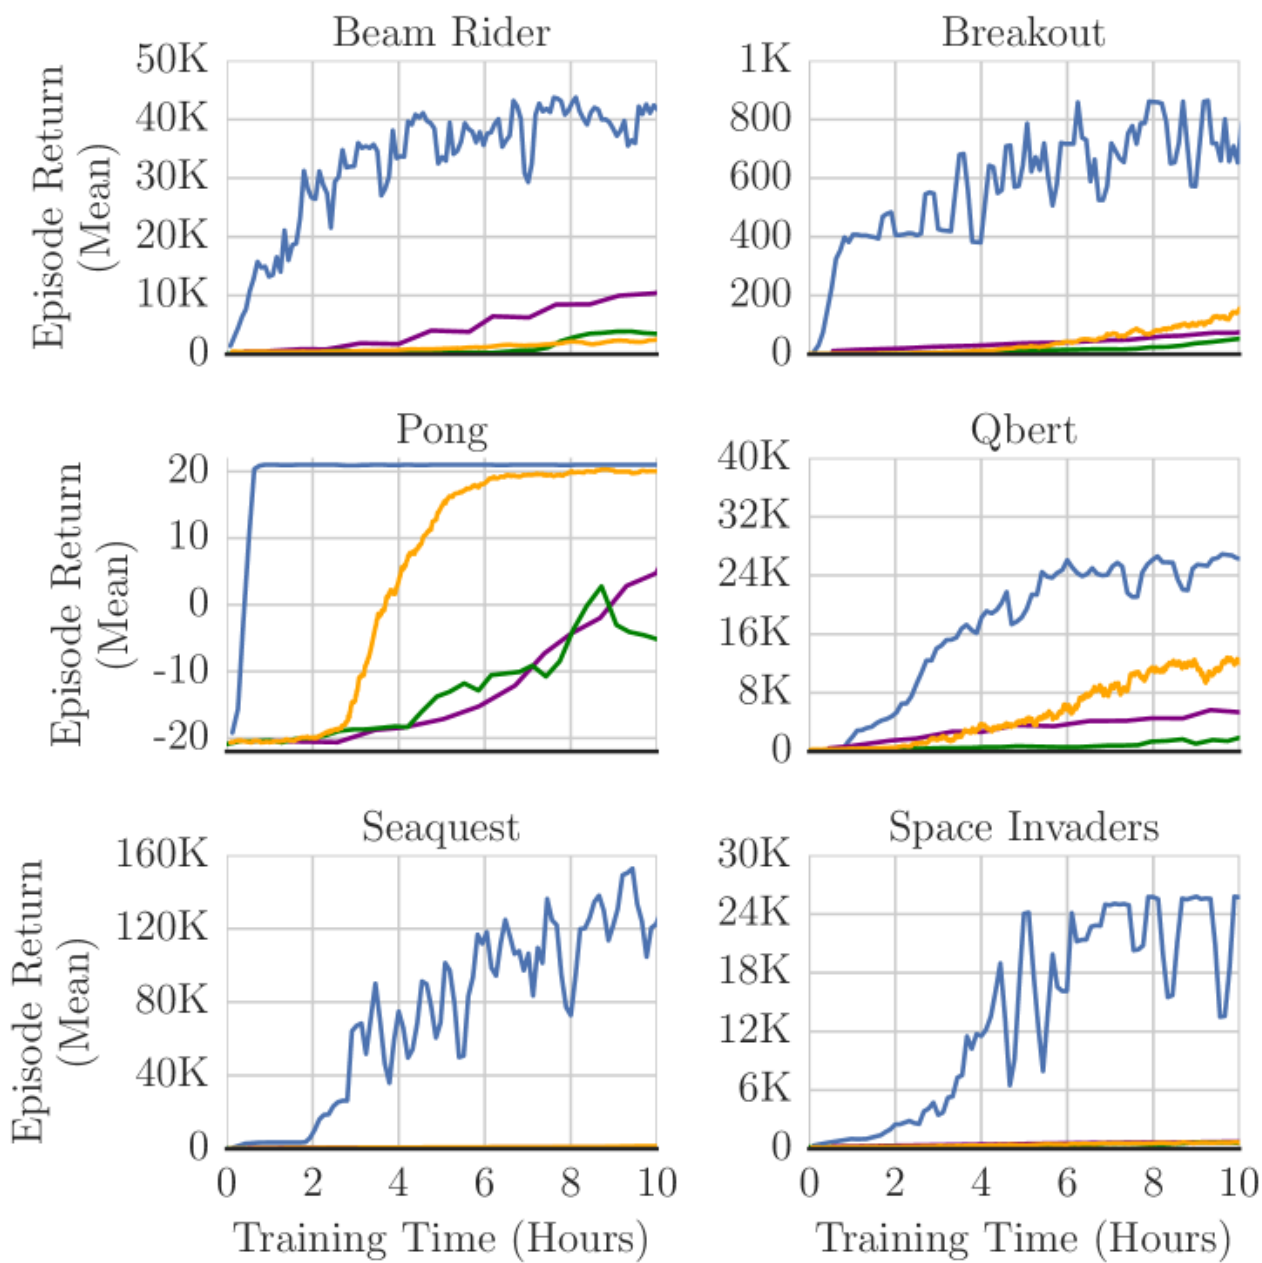 Beam Rider
Breakout
50K
40K
30K
20K
10K
0
Episode Return
(Mean)
1K
800
600
400
200
0
Pong
Qbert
20
10
0
-10
-20
Episode Return
(Mean)
40K
32K
24K
16K
8K
0
Seaquest
Space Invaders
160K
120K
80K
40K
0
Episode Return
(Mean)
30K
24K
18K
12K
6K
0
0 2 4 6 8 10
0 2 4 6 8 10
Training Time (Hours)
Training Time (Hours)